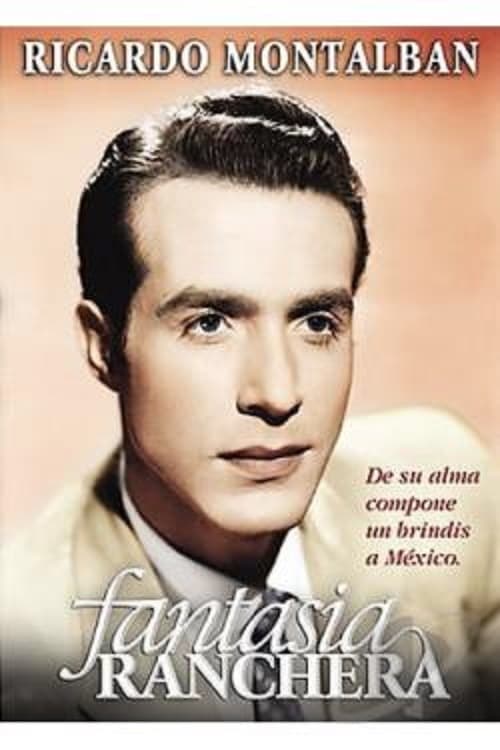 RICARDO MONTALBAN
De su alma
compone
un brindis
a México.
fantasia
RANCHERA